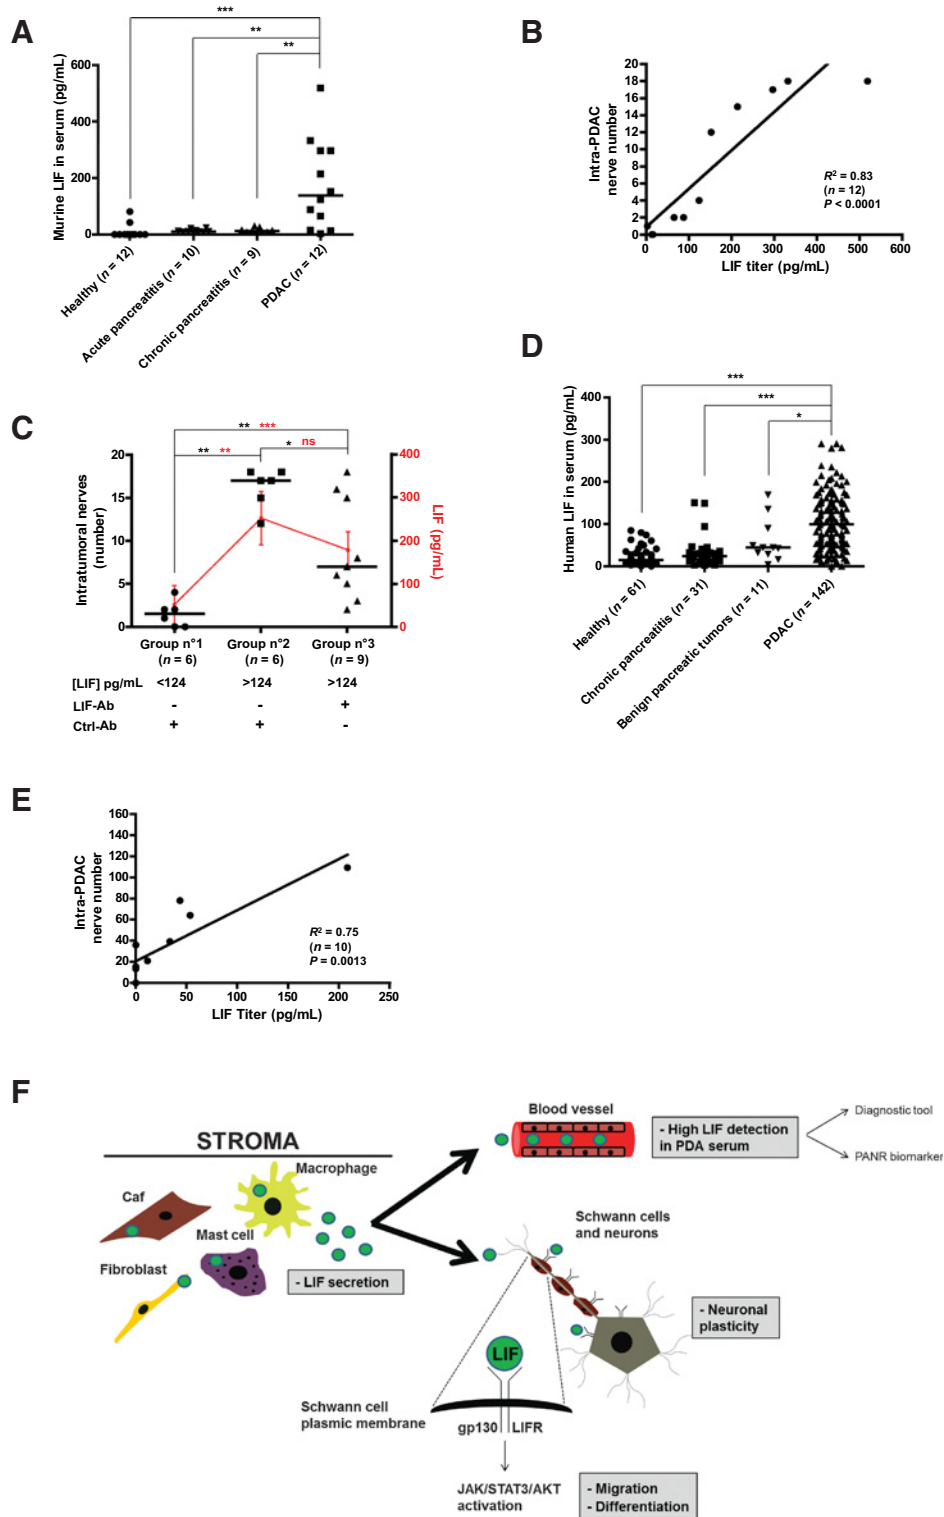 A
***
**
**
Murine LIF in serum (pg/mL)
600
400
200
0
Healthy (n = 12)
Acute pancreatitis (n = 10)
Chronic pancreatitis (n = 9)
PDAC (n = 12)
B
Intra-PDAC
nerve number
20
18
16
14
12
10
8
6
4
2
0
R² = 0.83
(n = 12)
P < 0.0001
0 100 200 300 400 500 600
LIF titer (pg/mL)
C
** ***
** **
* ns
Intratumoral nerves
(number)
20
15
10
5
0
400
300
200
100
0
LIF (pg/mL)
Group n°1 Group n°2 Group n°3
(n = 6) (n = 6) (n = 9)
[LIF] pg/mL <124 >124 >124
LIF-Ab - - +
Ctrl-Ab + + -
D
***
***
*
Human LIF in serum (pg/mL)
400
300
200
100
0
Healthy (n = 61)
Chronic pancreatitis (n = 31)
Benign pancreatic tumors (n = 11)
PDAC (n = 142)
E
Intra-PDAC
nerve number
160
140
120
100
80
60
40
20
0
R² = 0.75
(n = 10)
P = 0.0013
0 50 100 150 200 250
LIF Titer (pg/mL)
F
STROMA
Macrophage
Caf
Mast cell
Fibroblast
- LIF secretion
Blood vessel
- High LIF detection
in PDA serum
Diagnostic tool
PANR biomarker
Schwann cells
and neurons
- Neuronal
plasticity
LIF
Schwann cell
plasmic membrane
gp130 LIFR
JAK/STAT3/AKT
activation
- Migration
- Differentiation